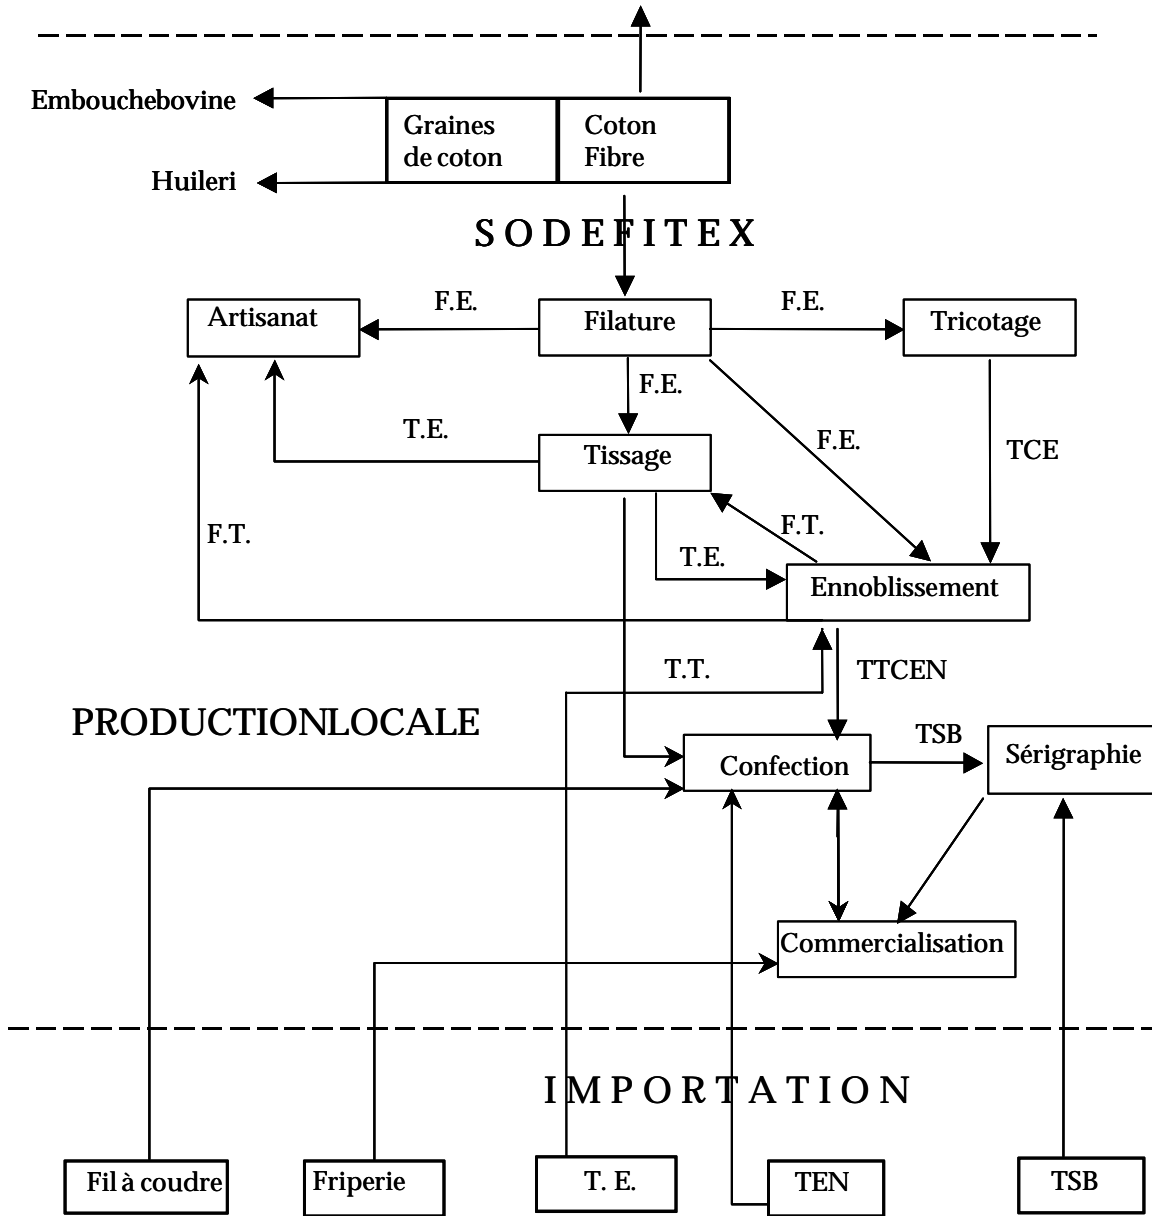 Embouchebovine
Graines
de coton
Coton
Fibre
Huileri
SODEFITEX
Artisanat
F.E.
Filature
F.E.
Tricotage
F.E.
T.E.
Tissage
F.E.
TCE
F.T.
F.T.
T.E.
Ennoblissement
T.T.
TTCEN
PRODUCTIONLOCALE
Confection
TSB
Sérigraphie
Commercialisation
IMPORTATION
Fil à coudre
Friperie
T. E.
TEN
TSB